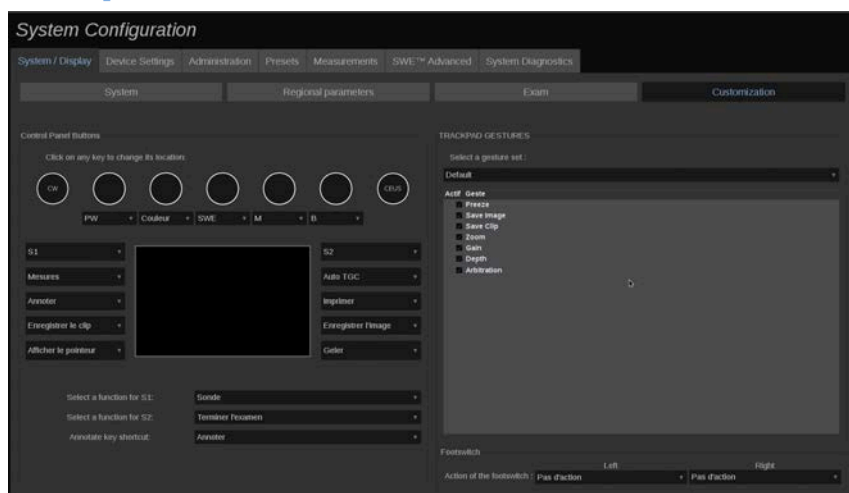 System Configuration
System / Display Device Settings Administration Presets Measurements SWE™ Advanced System Diagnostics
System Regional parameters Exam Customization
Control Panel Buttons
Click on any key to change its location:
CW CEUS
PW Couleur SWE M B
S1 S2
Mesures Auto TGC
Annoter Imprimer
Enregistrer le clip Enregistrer l'image
Afficher le pointeur Geler
Select a function for S1: Sonde
Select a function for S2: Terminer l'examen
Annotate key shortcut: Annoter
TRACKPAD GESTURES
Select a gesture set :
Default
Actif Geste
Freeze
Save Image
Save Clip
Zoom
Gain
Depth
Arbitration
Footswitch
Left Right
Action of the footswitch : Pas d'action Pas d'action